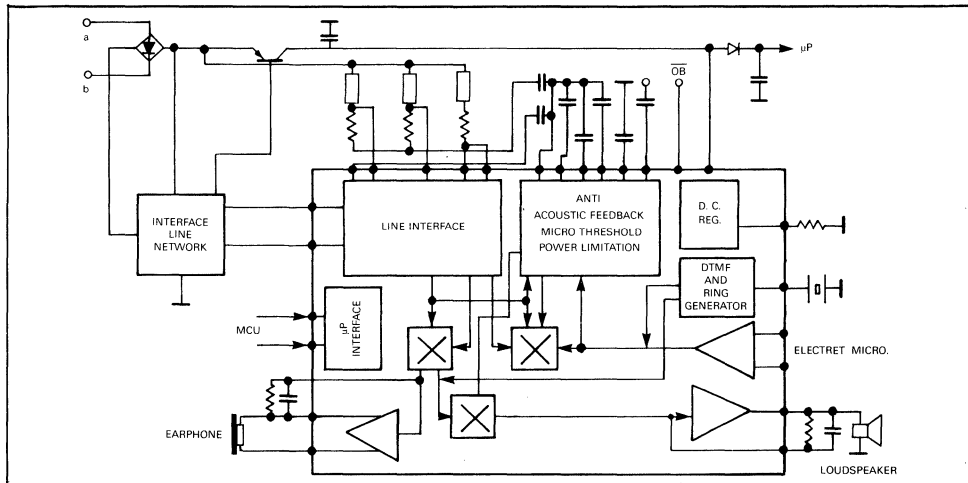 a
b
µP
OB
INTERFACE
LINE
NETWORK
LINE INTERFACE
ANTI
ACOUSTIC FEEDBACK
MICRO THRESHOLD
POWER LIMITATION
D. C.
REG.
DTMF
AND
RING
GENERATOR
MCU
µP
INTERFACE
ELECTRET MICRO.
EARPHONE
LOUDSPEAKER